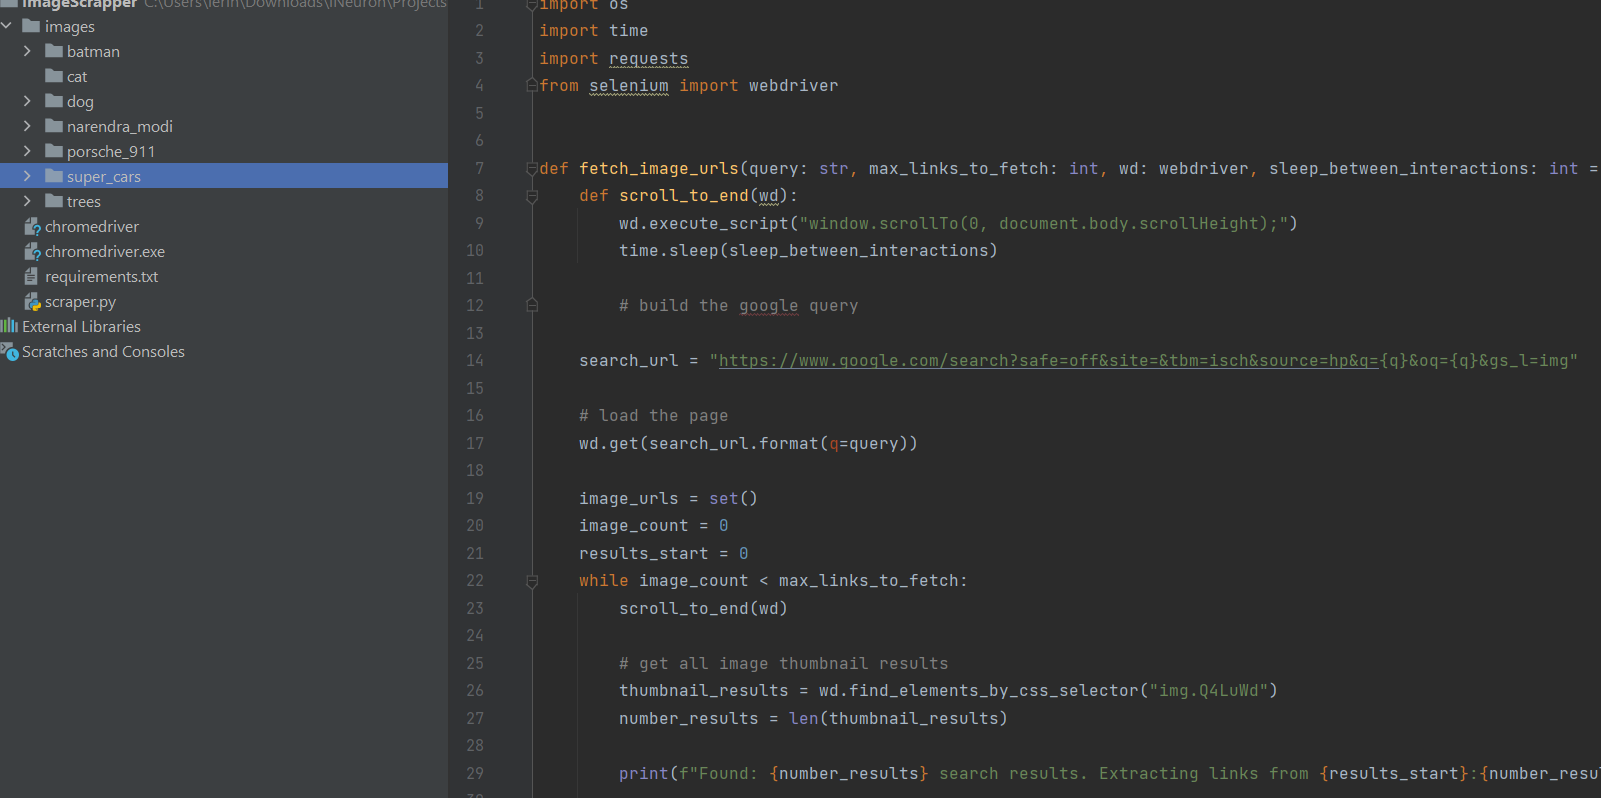 ImageScrapper C:\Users\lenin\Downloads\iNeuron\Projects
images
batman
cat
dog
narendra_modi
porsche_911
super_cars
trees
chromedriver
chromedriver.exe
requirements.txt
scraper.py
External Libraries
Scratches and Consoles
1 import os
2 import time
3 import requests
4 from selenium import webdriver
5
6
7 def fetch_image_urls(query: str, max_links_to_fetch: int, wd: webdriver, sleep_between_interactions: int =
8 def scroll_to_end(wd):
9 wd.execute_script("window.scrollTo(0, document.body.scrollHeight);")
10 time.sleep(sleep_between_interactions)
11
12 # build the google query
13
14 search_url = "https://www.google.com/search?safe=off&site=&tbm=isch&source=hp&q={q}&oq={q}&gs_l=img"
15
16 # load the page
17 wd.get(search_url.format(q=query))
18
19 image_urls = set()
20 image_count = 0
21 results_start = 0
22 while image_count < max_links_to_fetch:
23 scroll_to_end(wd)
24
25 # get all image thumbnail results
26 thumbnail_results = wd.find_elements_by_css_selector("img.Q4LuWd")
27 number_results = len(thumbnail_results)
28
29 print(f"Found: {number_results} search results. Extracting links from {results_start}:{number_resu
30